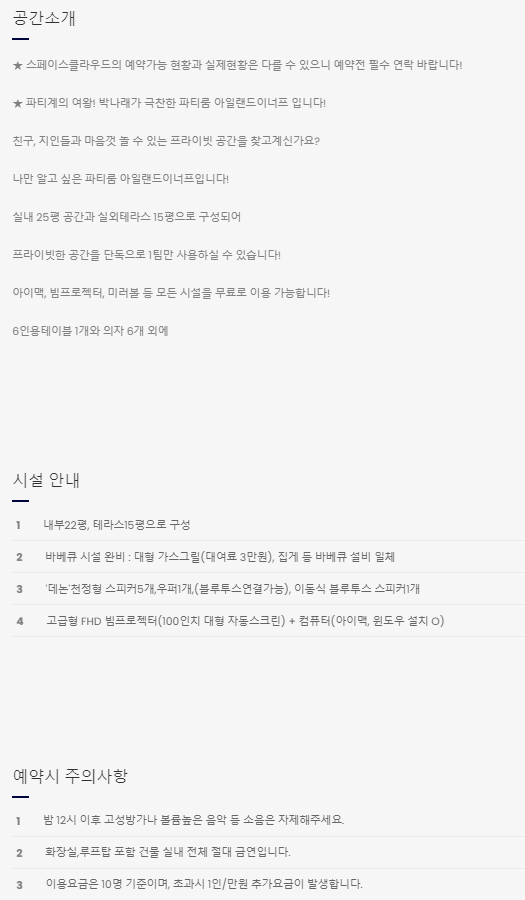 공간소개
★ 스페이스클라우드의 예약가능 현황과 실제현황은 다를 수 있으니 예약전 필수 연락 바랍니다!
★ 파티계의 여왕! 박나래가 극찬한 파티룸 아일랜드이너프 입니다!
친구, 지인들과 마음껏 놀 수 있는 프라이빗 공간을 찾고계신가요?
나만 알고 싶은 파티룸 아일랜드이너프입니다!
실내 25평 공간과 실외테라스 15평으로 구성되어
프라이빗한 공간을 단독으로 1팀만 사용하실 수 있습니다!
아이맥, 빔프로젝터, 미러볼 등 모든 시설을 무료로 이용 가능합니다!
6인용테이블 1개와 의자 6개 외에
시설 안내
1 내부22평, 테라스15평으로 구성
2 바베큐 시설 완비 : 대형 가스그릴(대여료 3만원), 집게 등 바베큐 설비 일체
3 '데논'천정형 스피커5개,우퍼1개,(블루투스연결가능), 이동식 블루투스 스피커1개
4 고급형 FHD 빔프로젝터(100인치 대형 자동스크린) + 컴퓨터(아이맥, 윈도우 설치 O)
예약시 주의사항
1 밤 12시 이후 고성방가나 볼륨높은 음악 등 소음은 자제해주세요.
2 화장실,루프탑 포함 건물 실내 전체 절대 금연입니다.
3 이용요금은 10명 기준이며, 초과시 1인/만원 추가요금이 발생합니다.